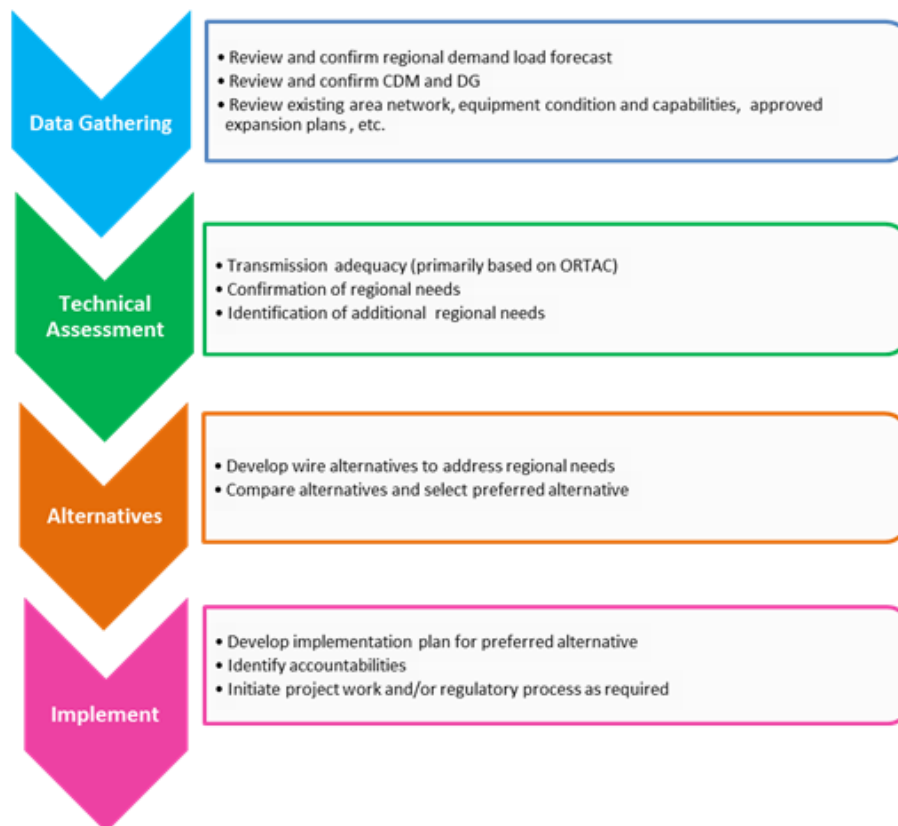 Data Gathering
• Review and confirm regional demand load forecast
• Review and confirm CDM and DG
• Review existing area network, equipment condition and capabilities, approved
expansion plans , etc.
Technical
Assessment
• Transmission adequacy (primarily based on ORTAC)
• Confirmation of regional needs
• Identification of additional regional needs
Alternatives
• Develop wire alternatives to address regional needs
• Compare alternatives and select preferred alternative
Implement
• Develop implementation plan for preferred alternative
• Identify accountabilities
• Initiate project work and/or regulatory process as required